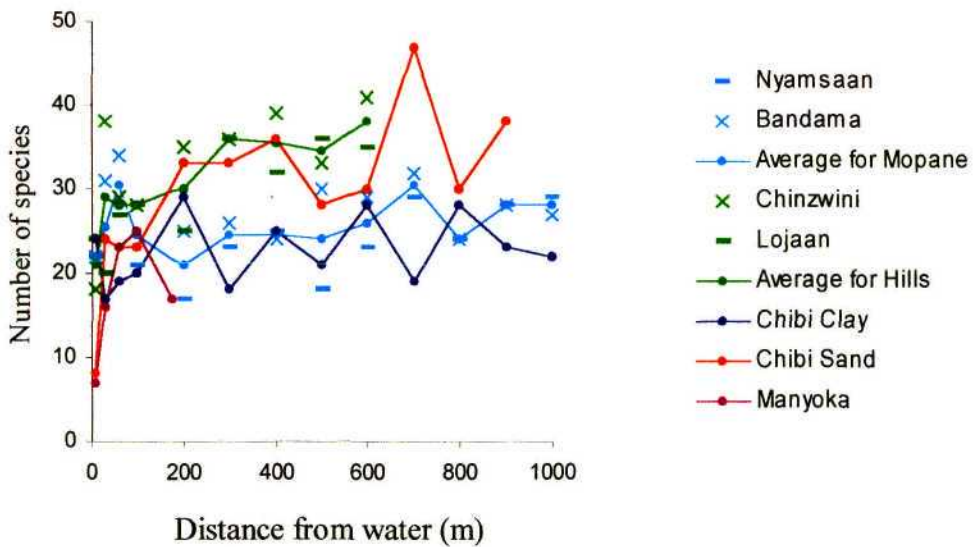 50
40
30
20
10
0
Number of species
0 200 400 600 800 1000
Distance from water (m)
Nyamsaan
Bandama
Average for Mopane
Chinzwini
Lojaan
Average for Hills
Chibi Clay
Chibi Sand
Manyoka